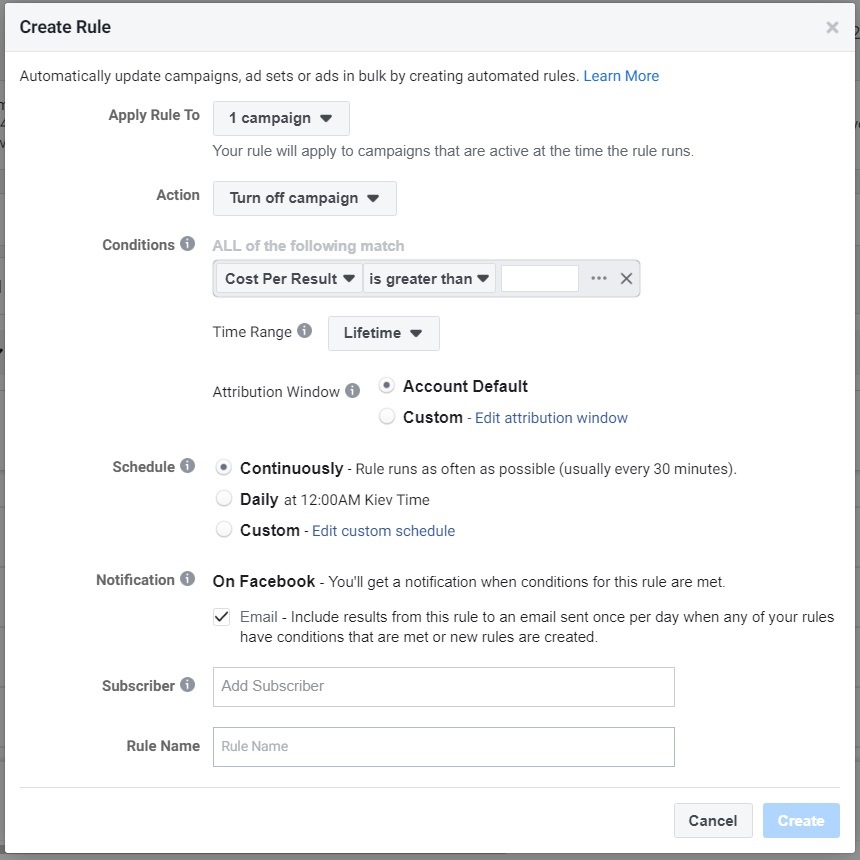 Create Rule
Automatically update campaigns, ad sets or ads in bulk by creating automated rules. Learn More
Apply Rule To 1 campaign
Your rule will apply to campaigns that are active at the time the rule runs.
Action Turn off campaign
Conditions ALL of the following match
Cost Per Result is greater than
Time Range Lifetime
Attribution Window Account Default
Custom - Edit attribution window
Schedule Continuously - Rule runs as often as possible (usually every 30 minutes).
Daily at 12:00AM Kiev Time
Custom - Edit custom schedule
Notification On Facebook - You'll get a notification when conditions for this rule are met.
Email - Include results from this rule to an email sent once per day when any of your rules
have conditions that are met or new rules are created.
Subscriber Add Subscriber
Rule Name Rule Name
Cancel Create